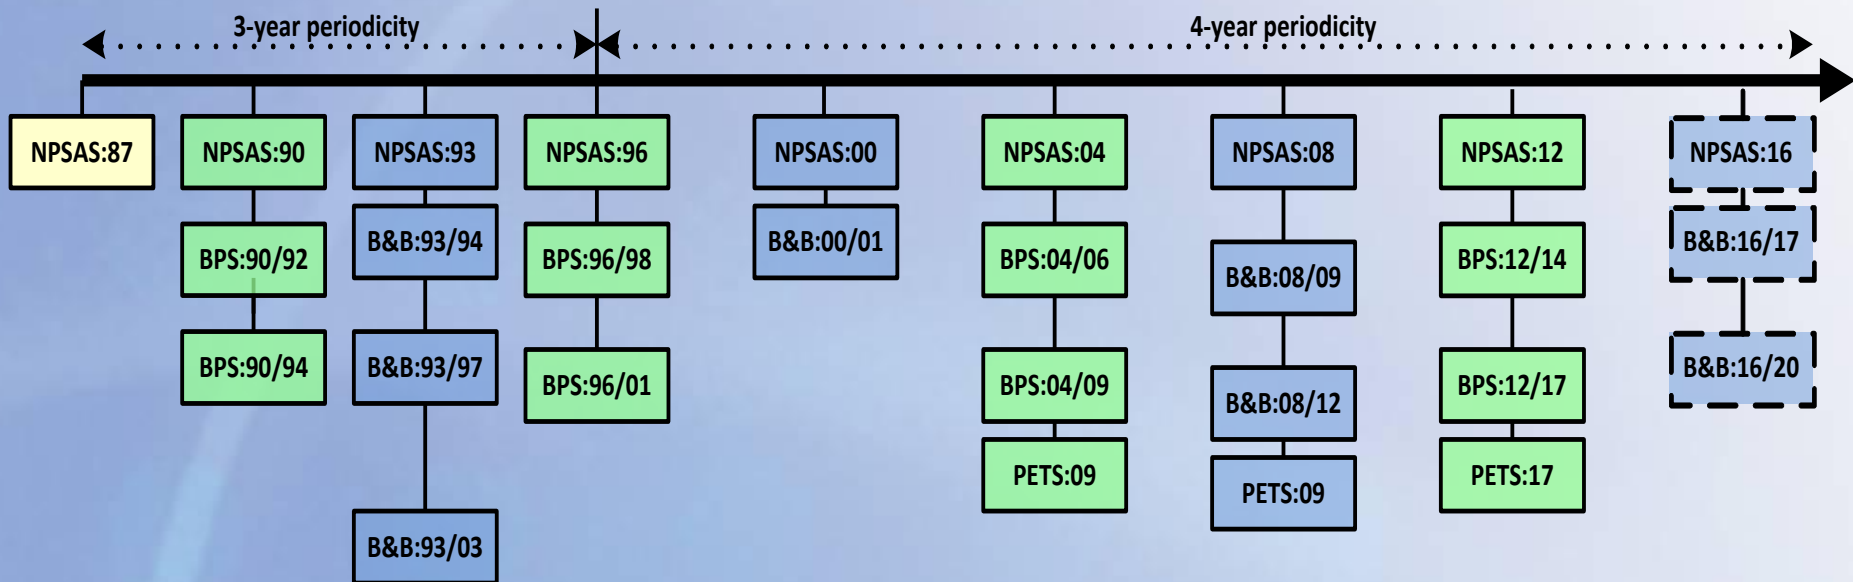 3-year periodicity
4-year periodicity
NPSAS:87
NPSAS:90
NPSAS:93
NPSAS:96
NPSAS:00
NPSAS:04
NPSAS:08
NPSAS:12
NPSAS:16
BPS:90/92
B&B:93/94
BPS:96/98
B&B:00/01
BPS:04/06
B&B:08/09
BPS:12/14
B&B:16/17
BPS:90/94
B&B:93/97
BPS:96/01
BPS:04/09
B&B:08/12
BPS:12/17
B&B:16/20
PETS:09
PETS:09
PETS:17
B&B:93/03